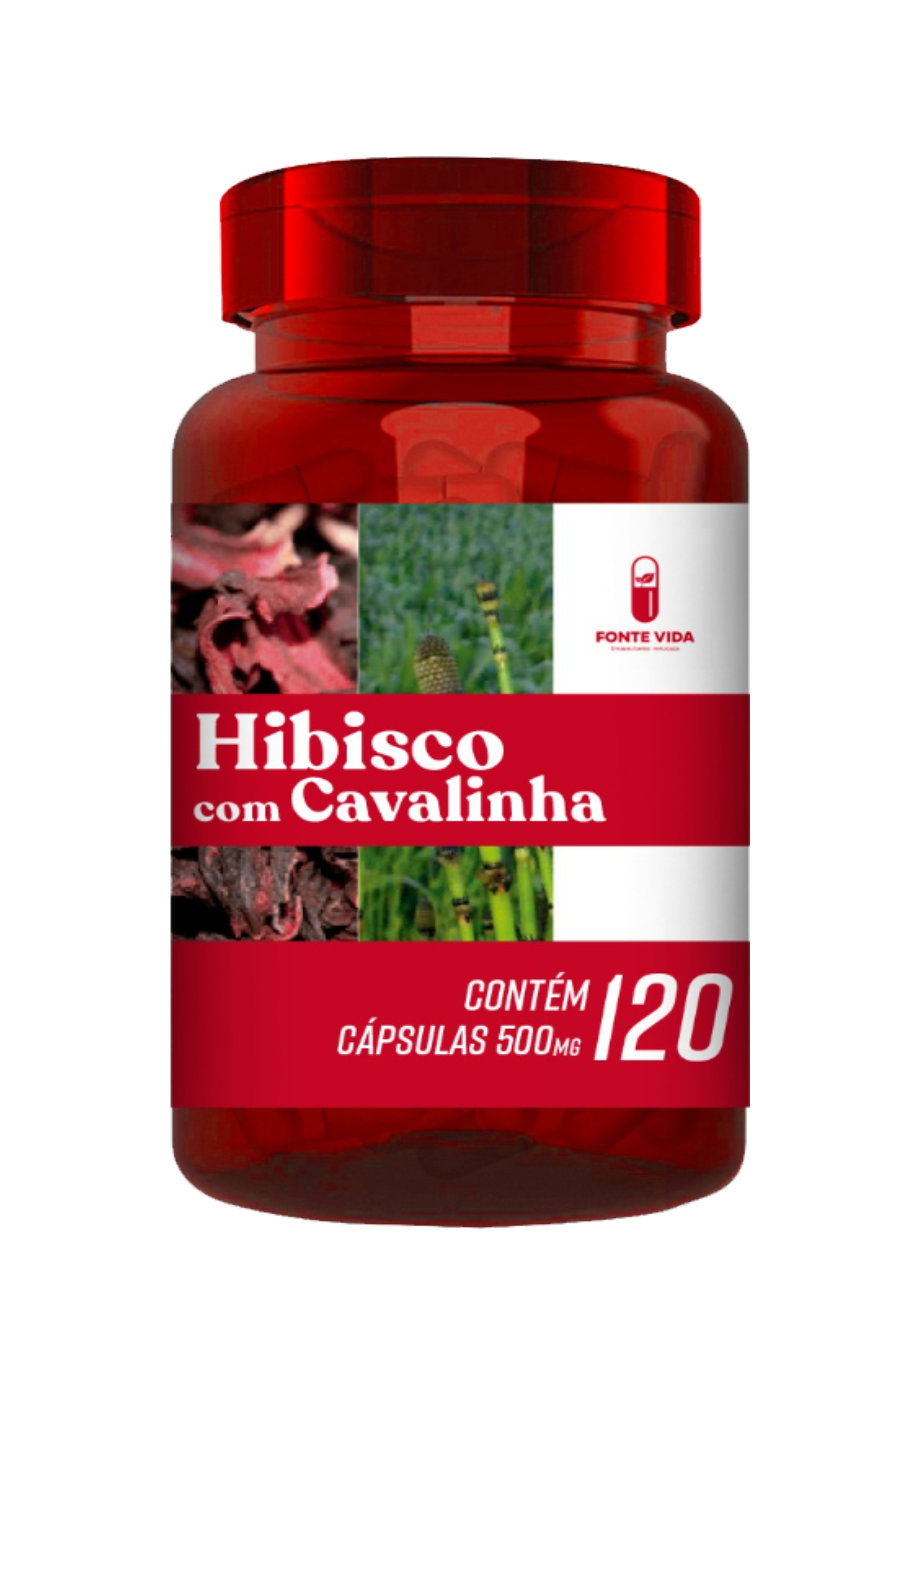 FONTE VIDA
Hibisco
com Cavalinha
CONTÉM
CÁPSULAS 500MG
120